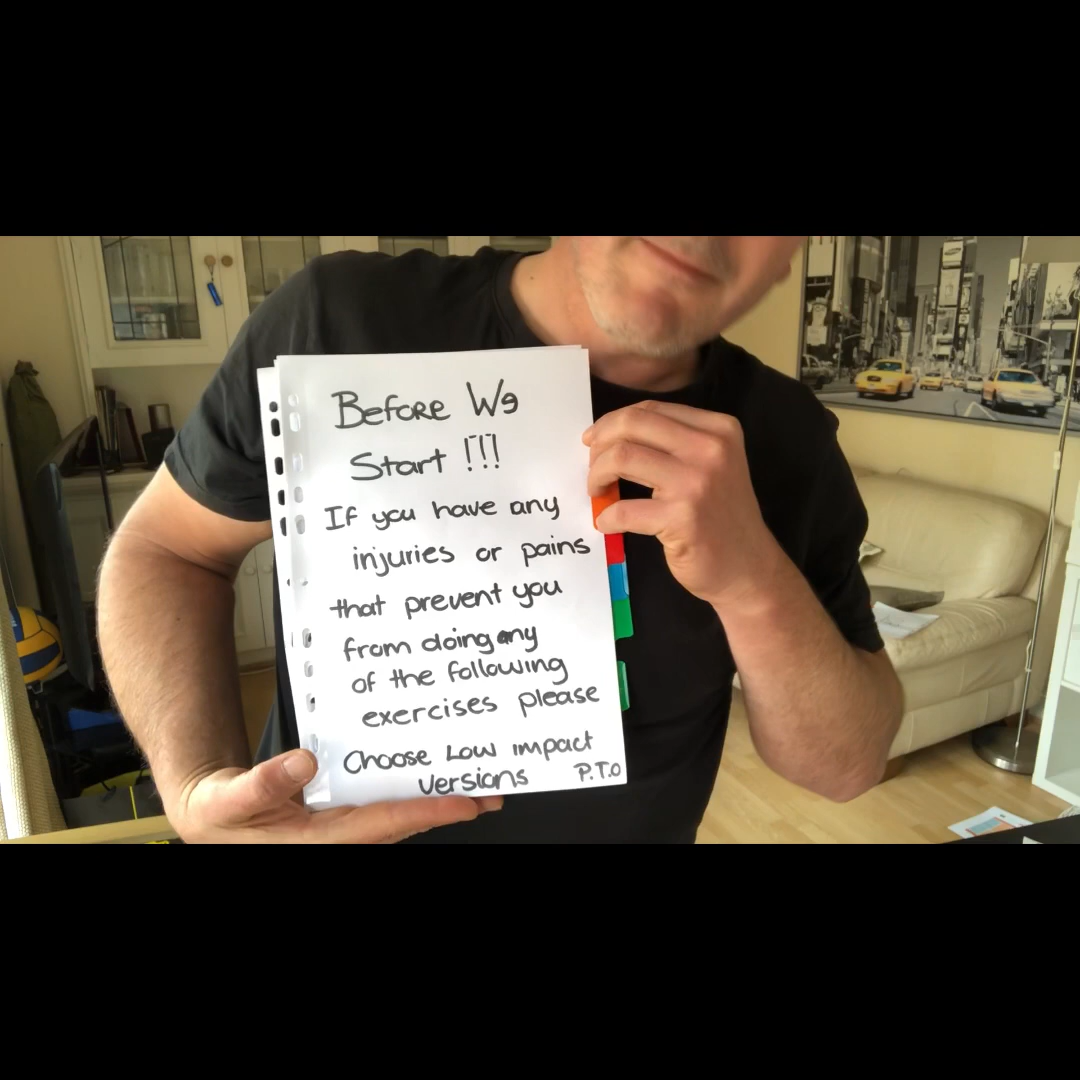 Before We
Start !!!
If you have any
injuries or pains
that prevent you
from doing any
of the following
exercises please
Choose Low impact
Versions P.T.O